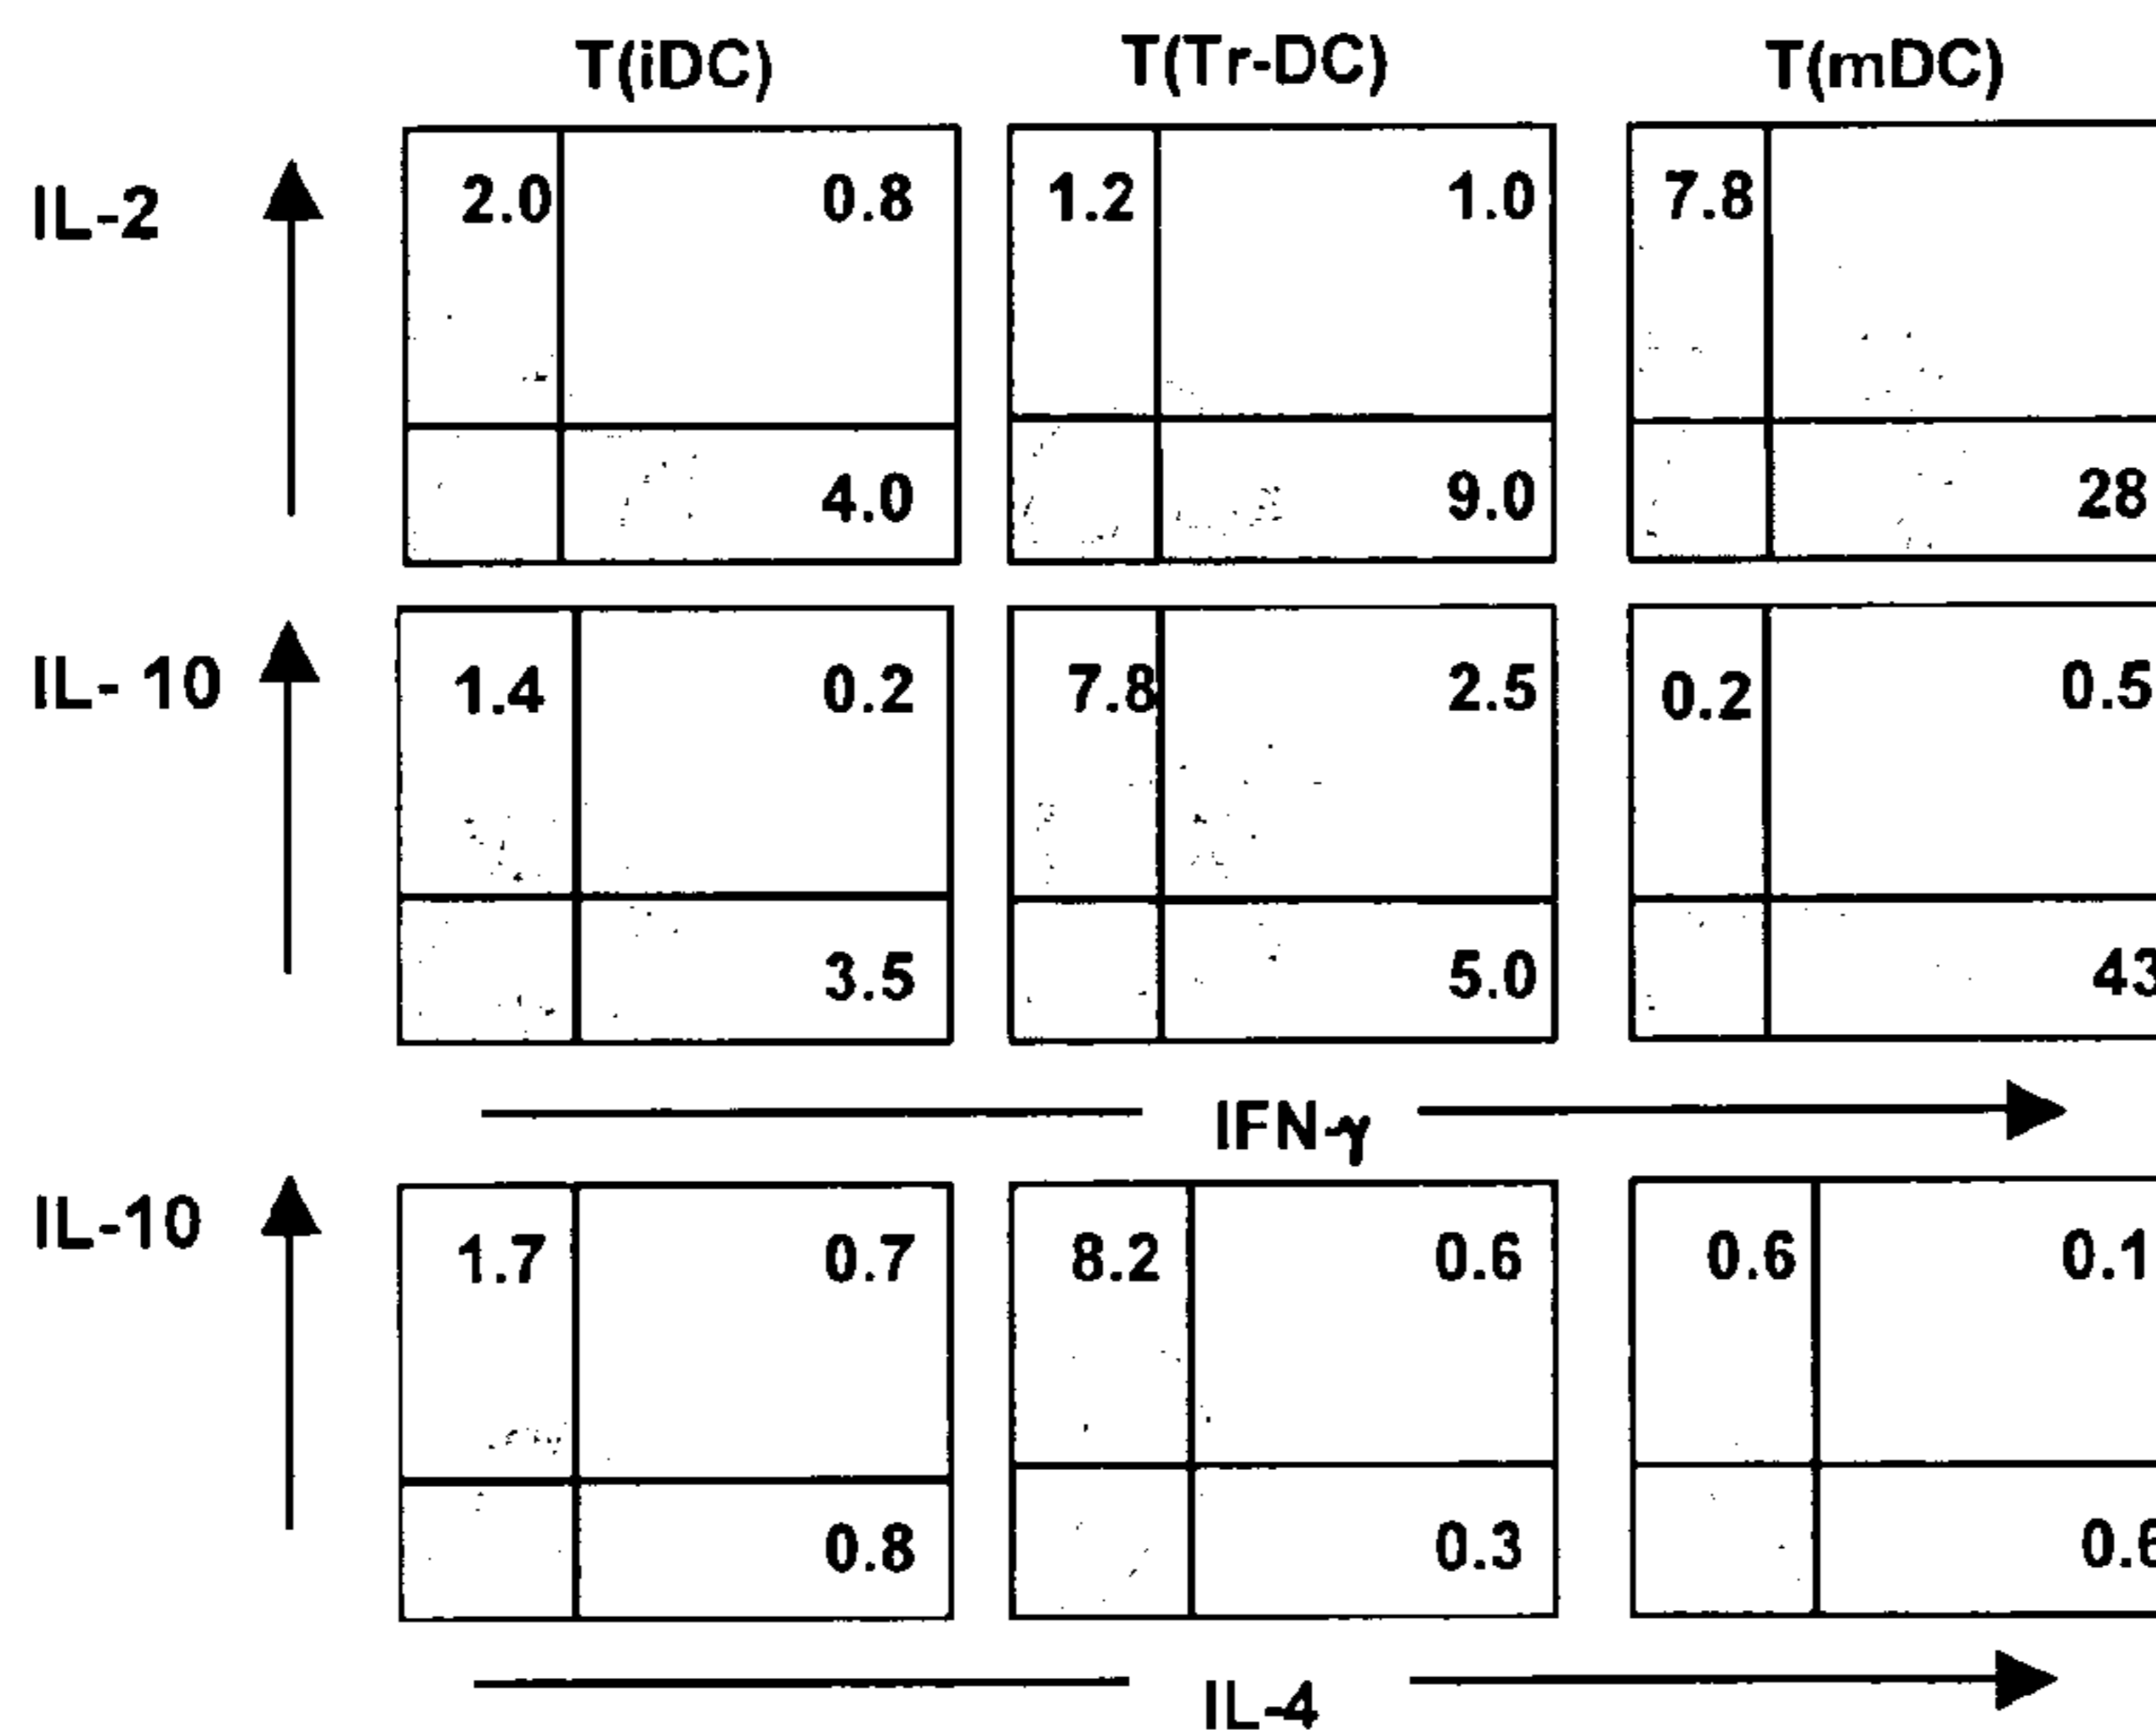 T(iDC) T(Tr-DC) T(mDC)
IL-2 2.0 0.8 1.2 1.0 7.8
4.0 9.0 28
IL- 10 1.4 0.2 7.8 2.5 0.2 0.5
3.5 5.0 43
IFN-γ
IL-10 1.7 0.7 8.2 0.6 0.6 0.1
0.8 0.3 0.6
IL-4